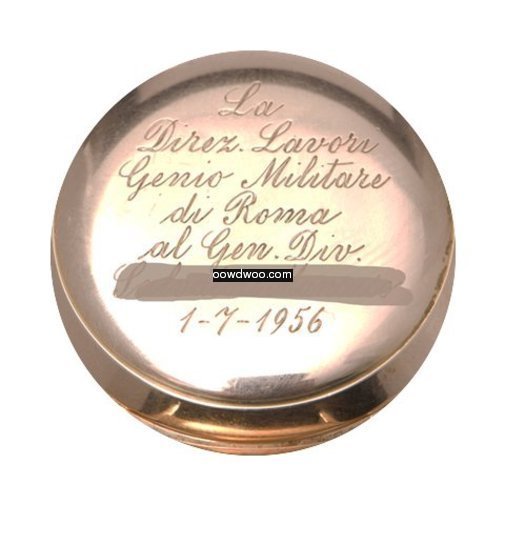 La
Direz. Lavori
Genio Militare
di Roma
al Gen. Div.
oowdwoo.com
1-7-1956